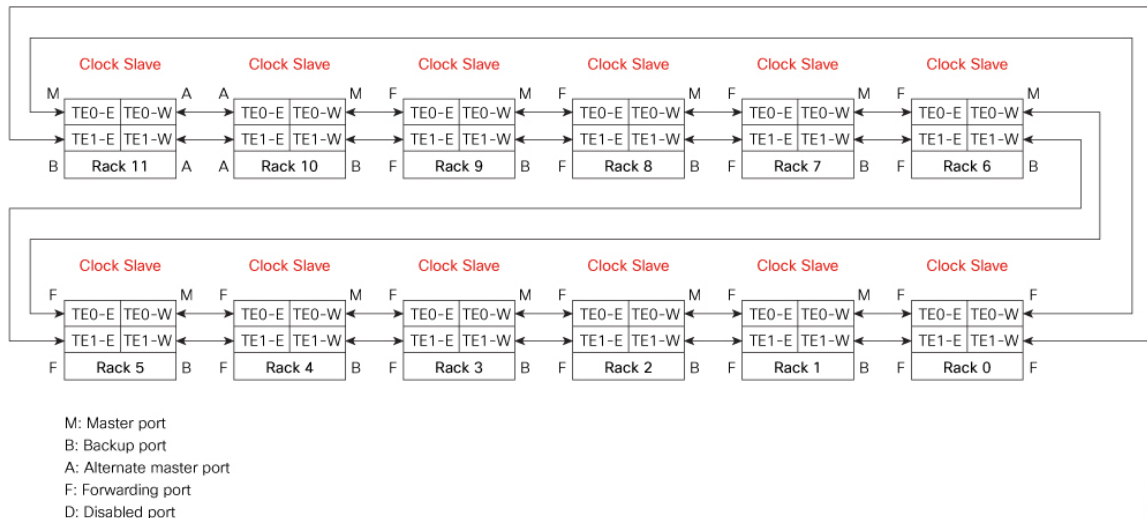 Clock Slave Clock Slave Clock Slave Clock Slave Clock Slave Clock Slave
M A A M F M F M F M F M
TE0-E TE0-W TE0-E TE0-W TE0-E TE0-W TE0-E TE0-W TE0-E TE0-W TE0-E TE0-W
TE1-E TE1-W TE1-E TE1-W TE1-E TE1-W TE1-E TE1-W TE1-E TE1-W TE1-E TE1-W
B Rack 11 A A Rack 10 B F Rack 9 B F Rack 8 B F Rack 7 B F Rack 6 B
Clock Slave Clock Slave Clock Slave Clock Slave Clock Slave Clock Slave
F M F M F M F M F M F F
TE0-E TE0-W TE0-E TE0-W TE0-E TE0-W TE0-E TE0-W TE0-E TE0-W TE0-E TE0-W
TE1-E TE1-W TE1-E TE1-W TE1-E TE1-W TE1-E TE1-W TE1-E TE1-W TE1-E TE1-W
F Rack 5 B F Rack 4 B F Rack 3 B F Rack 2 B F Rack 1 B F Rack 0 F
M: Master port
B: Backup port
A: Alternate master port
F: Forwarding port
D: Disabled port